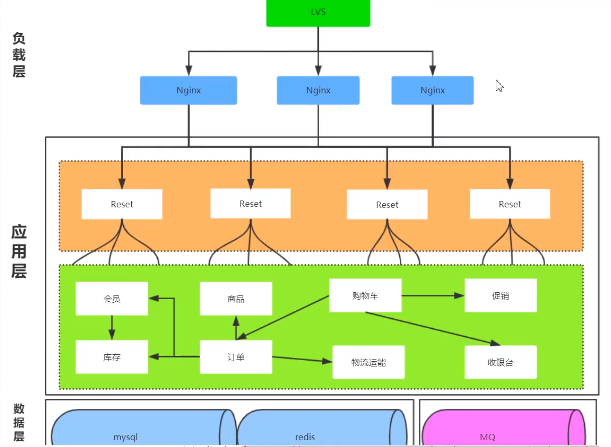 LVS
负载层
Nginx
Nginx
Nginx
应用层
Reset
Reset
Reset
Reset
会员
商品
购物车
促销
库存
订单
物流运能
收银台
数据层
mysql
redis
MQ